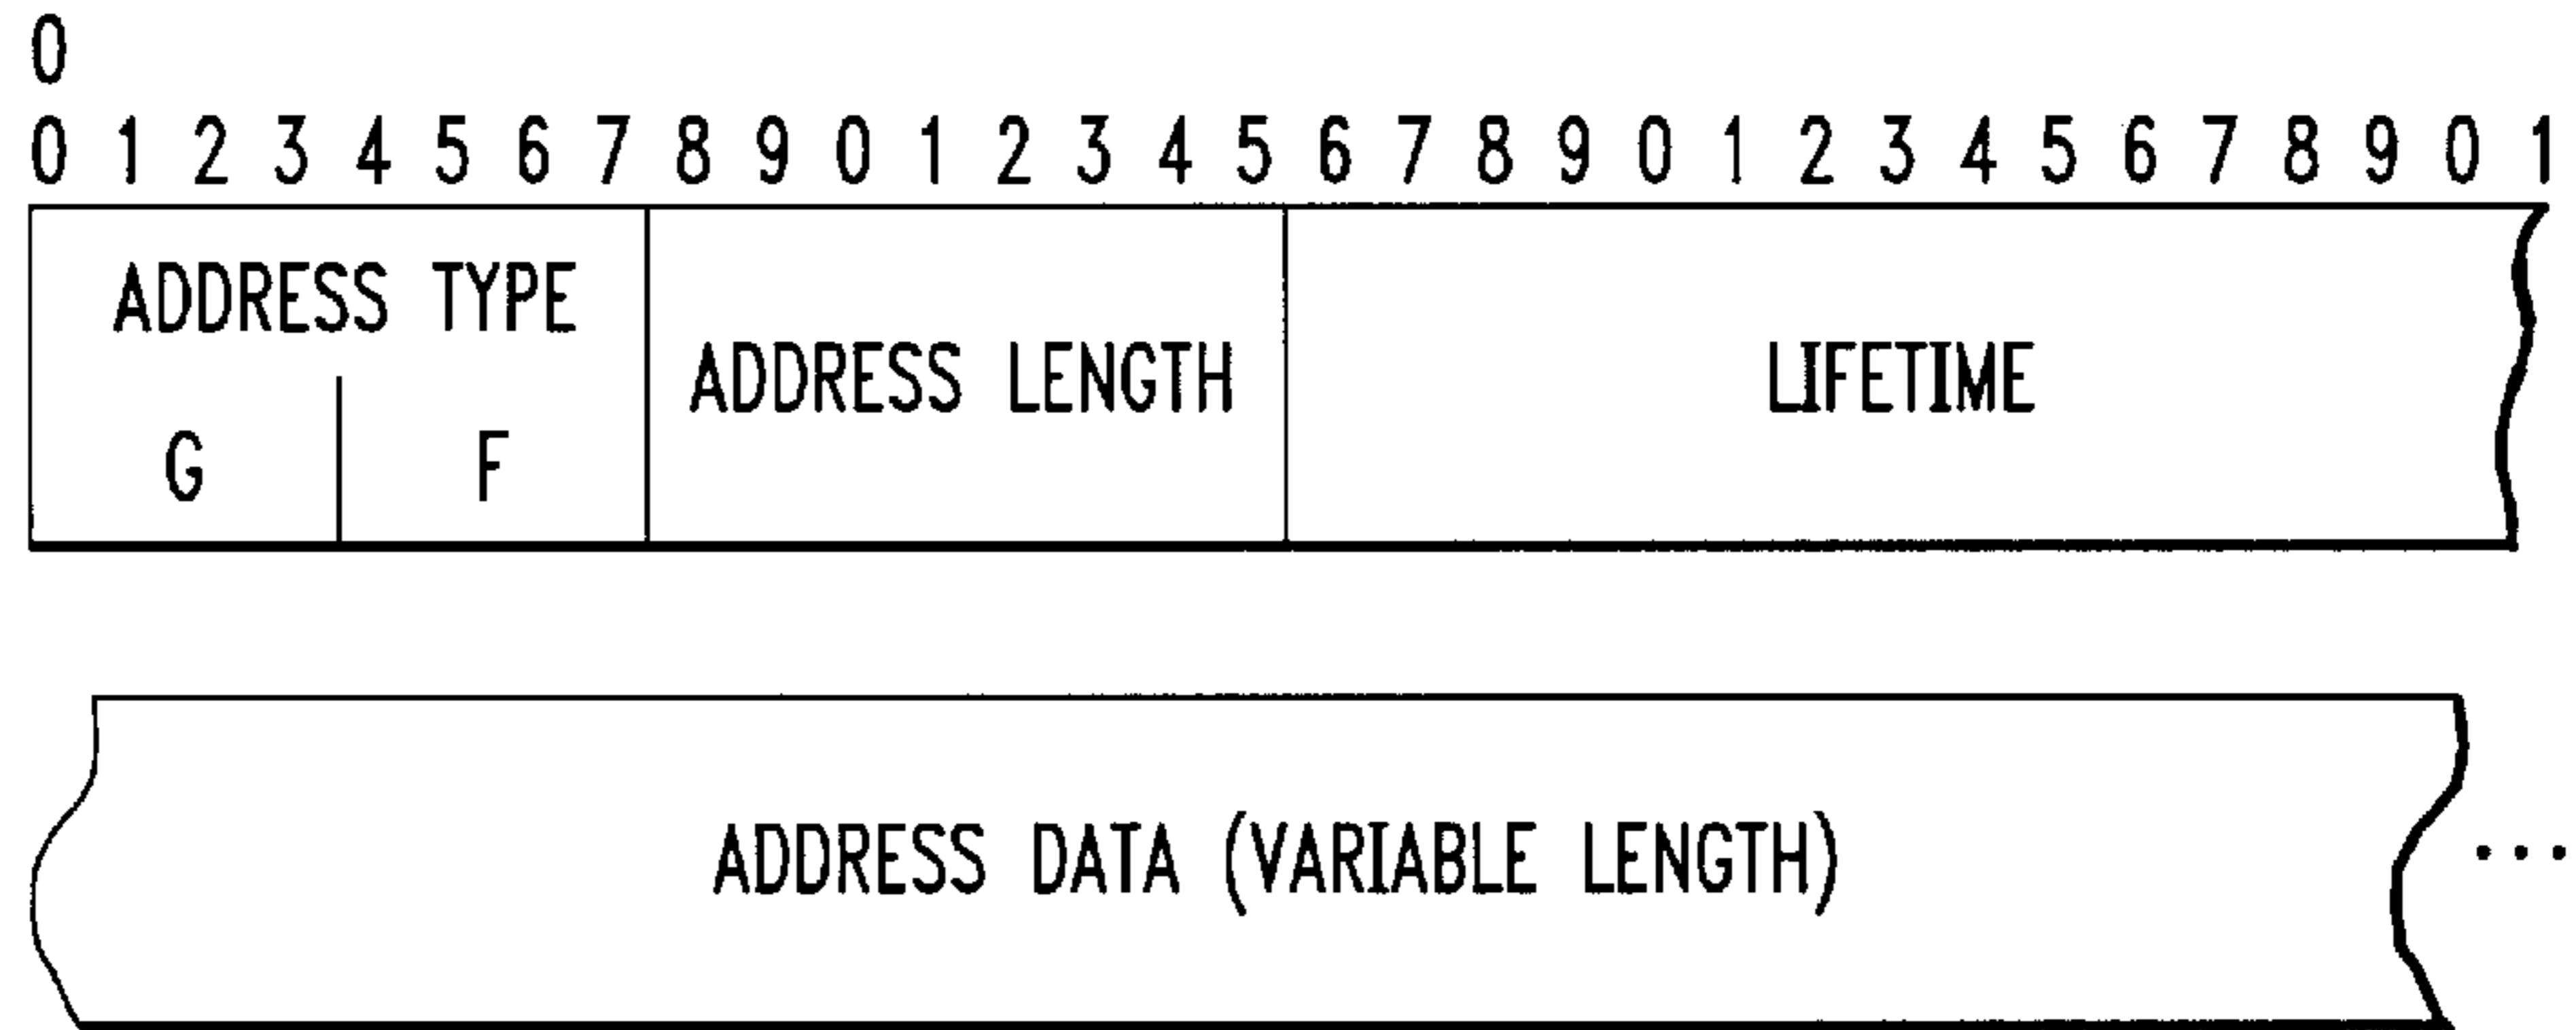 0
0 1 2 3 4 5 6 7 8 9 0 1 2 3 4 5 6 7 8 9 0 1 2 3 4 5 6 7 8 9 0 1
ADDRESS TYPE
G F
ADDRESS LENGTH
LIFETIME
ADDRESS DATA (VARIABLE LENGTH) ...